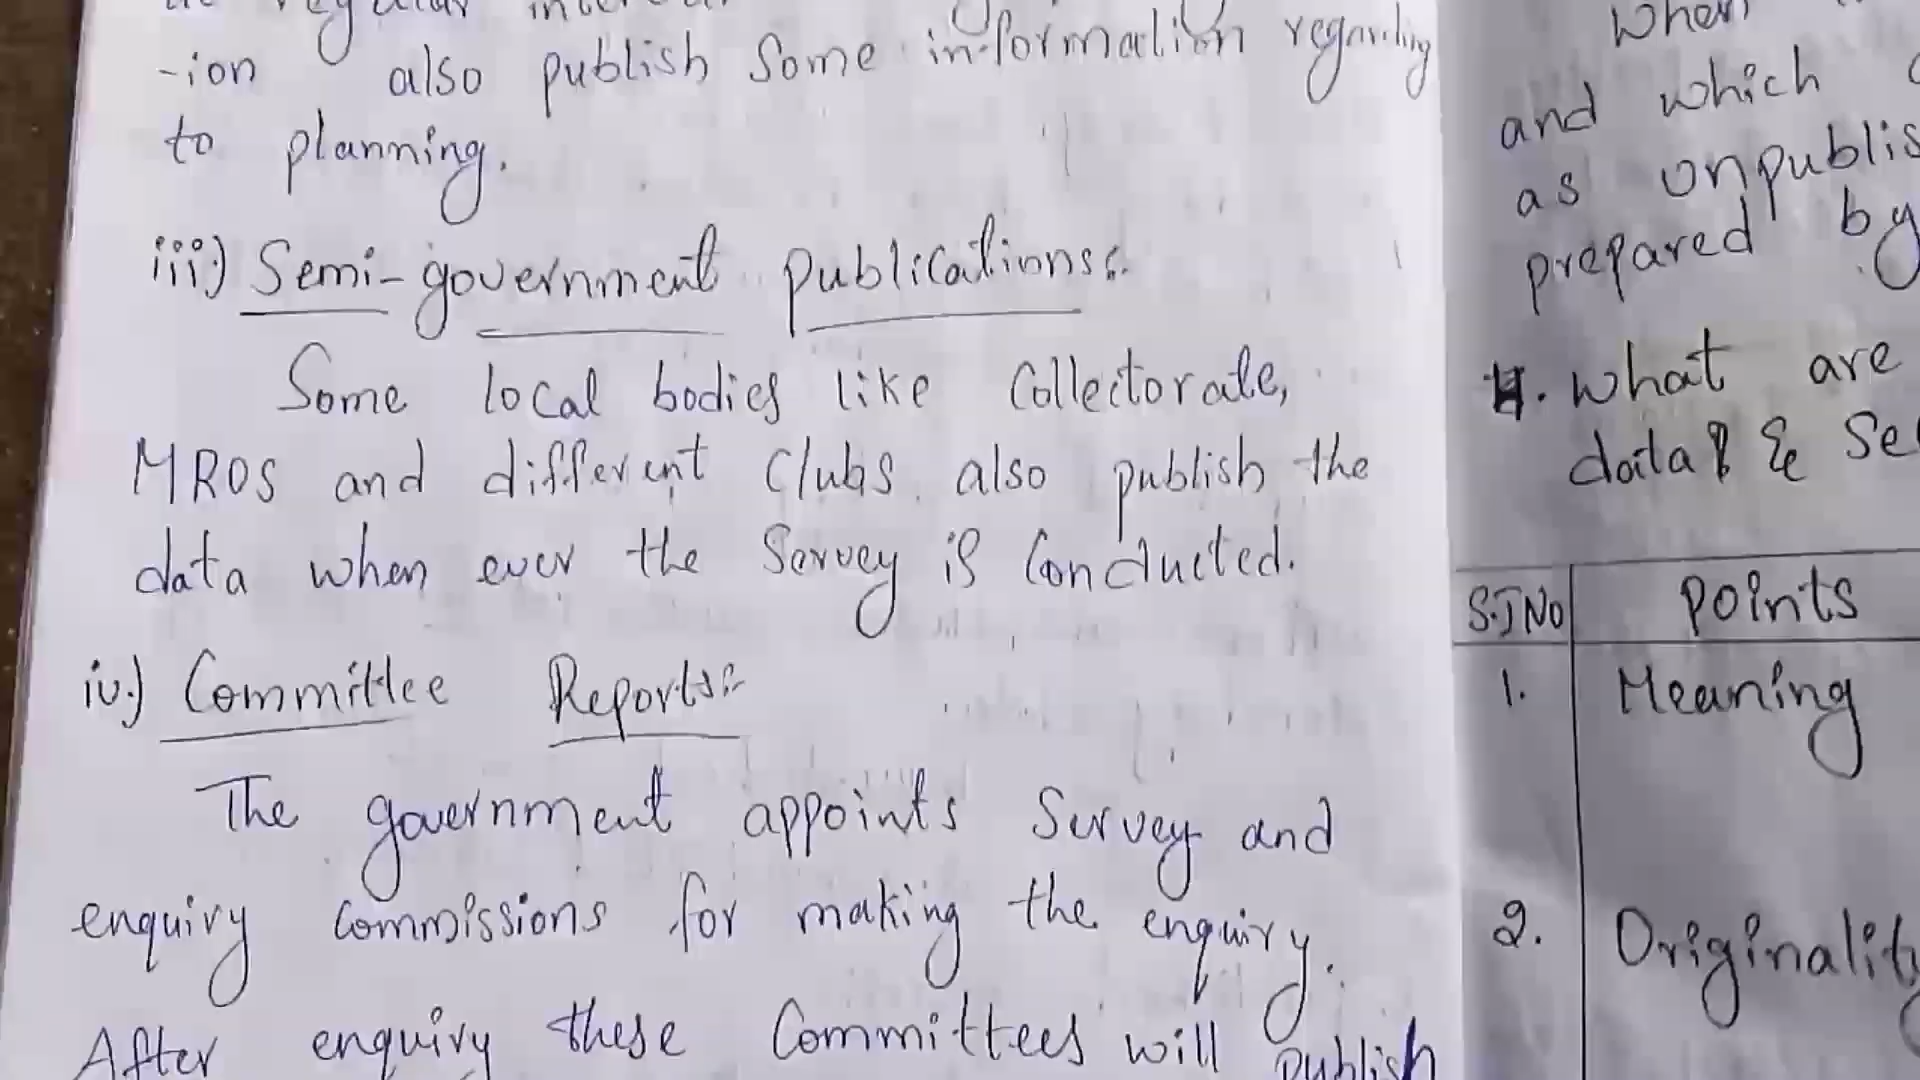 -ion also publish some information regarding
to planning.
iii) Semi-government publications:
Some local bodies like Collectorate,
MROS and different Clubs also publish the
data when ever the Servey is Conducted.
iv.) Committee Reports:-
The government appoints Survey and
enquiry Commissions for making the enquiry.
After enquiry these Committees will publish
When
and which
as unpublis
prepared by
4. What are
data & Se
S.No Points
1. Meaning
2. Originality